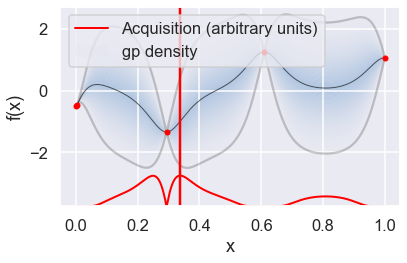 Acquisition (arbitrary units)
gp density
f(x)
2
0
−2
0.0 0.2 0.4 0.6 0.8 1.0
x